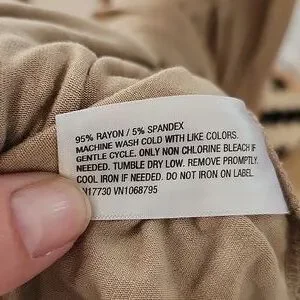 95% RAYON / 5% SPANDEX
MACHINE WASH COLD WITH LIKE COLORS.
GENTLE CYCLE. ONLY NON CHLORINE BLEACH IF
NEEDED. TUMBLE DRY LOW. REMOVE PROMPTLY.
COOL IRON IF NEEDED. DO NOT IRON ON LABEL.
VN1068795